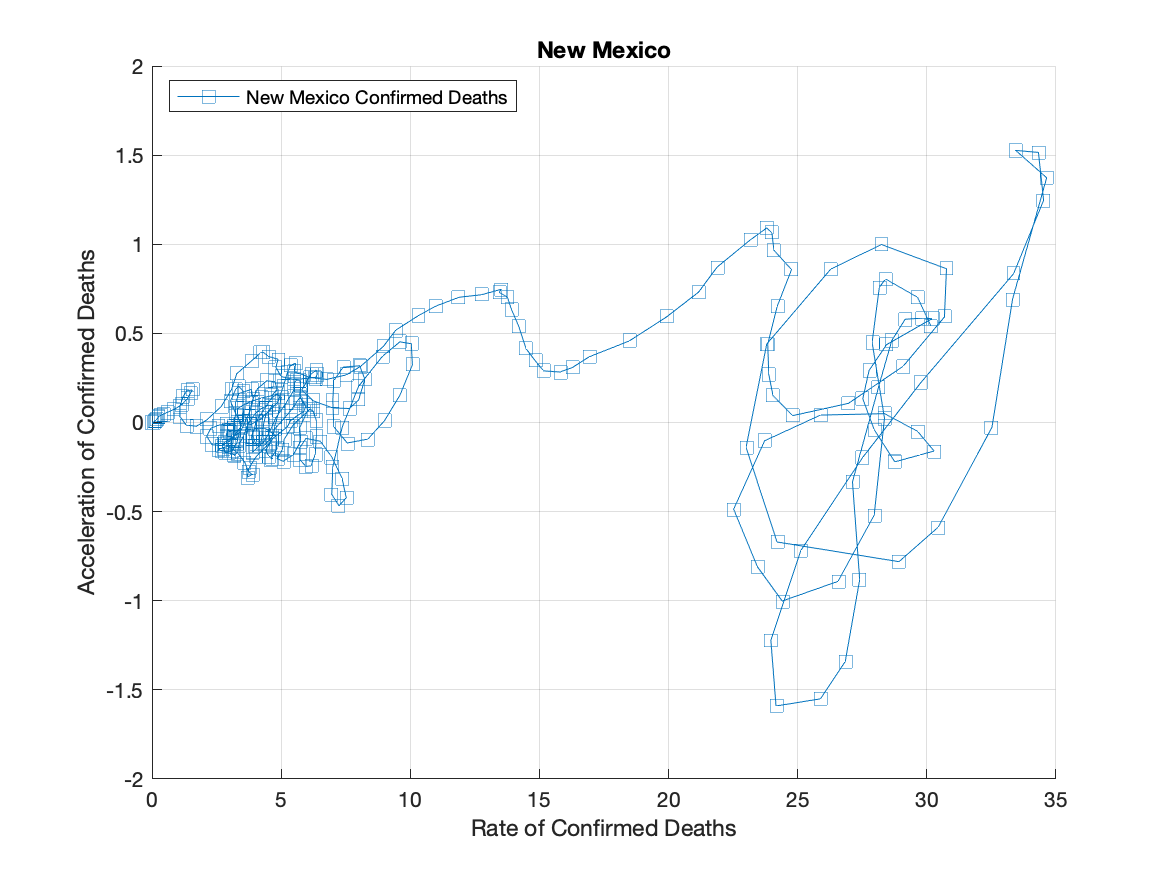 New Mexico
New Mexico Confirmed Deaths
2
1.5
1
0.5
0
-0.5
-1
-1.5
-2
Acceleration of Confirmed Deaths
0 5 10 15 20 25 30 35
Rate of Confirmed Deaths